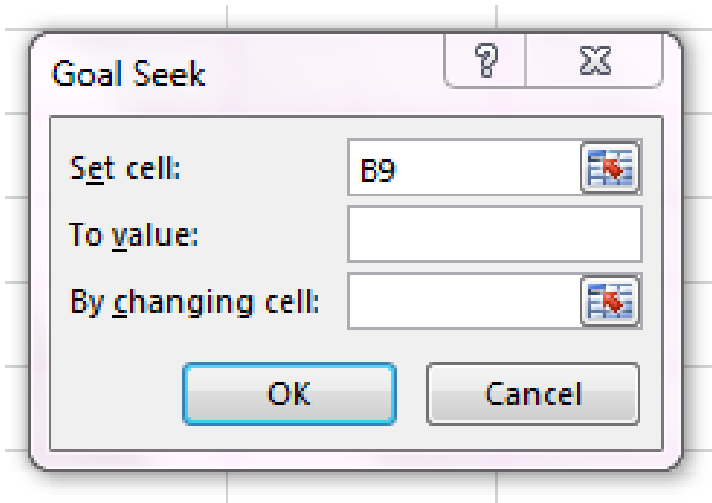 Goal Seek
Set cell: B9
To value:
By changing cell:
OK Cancel